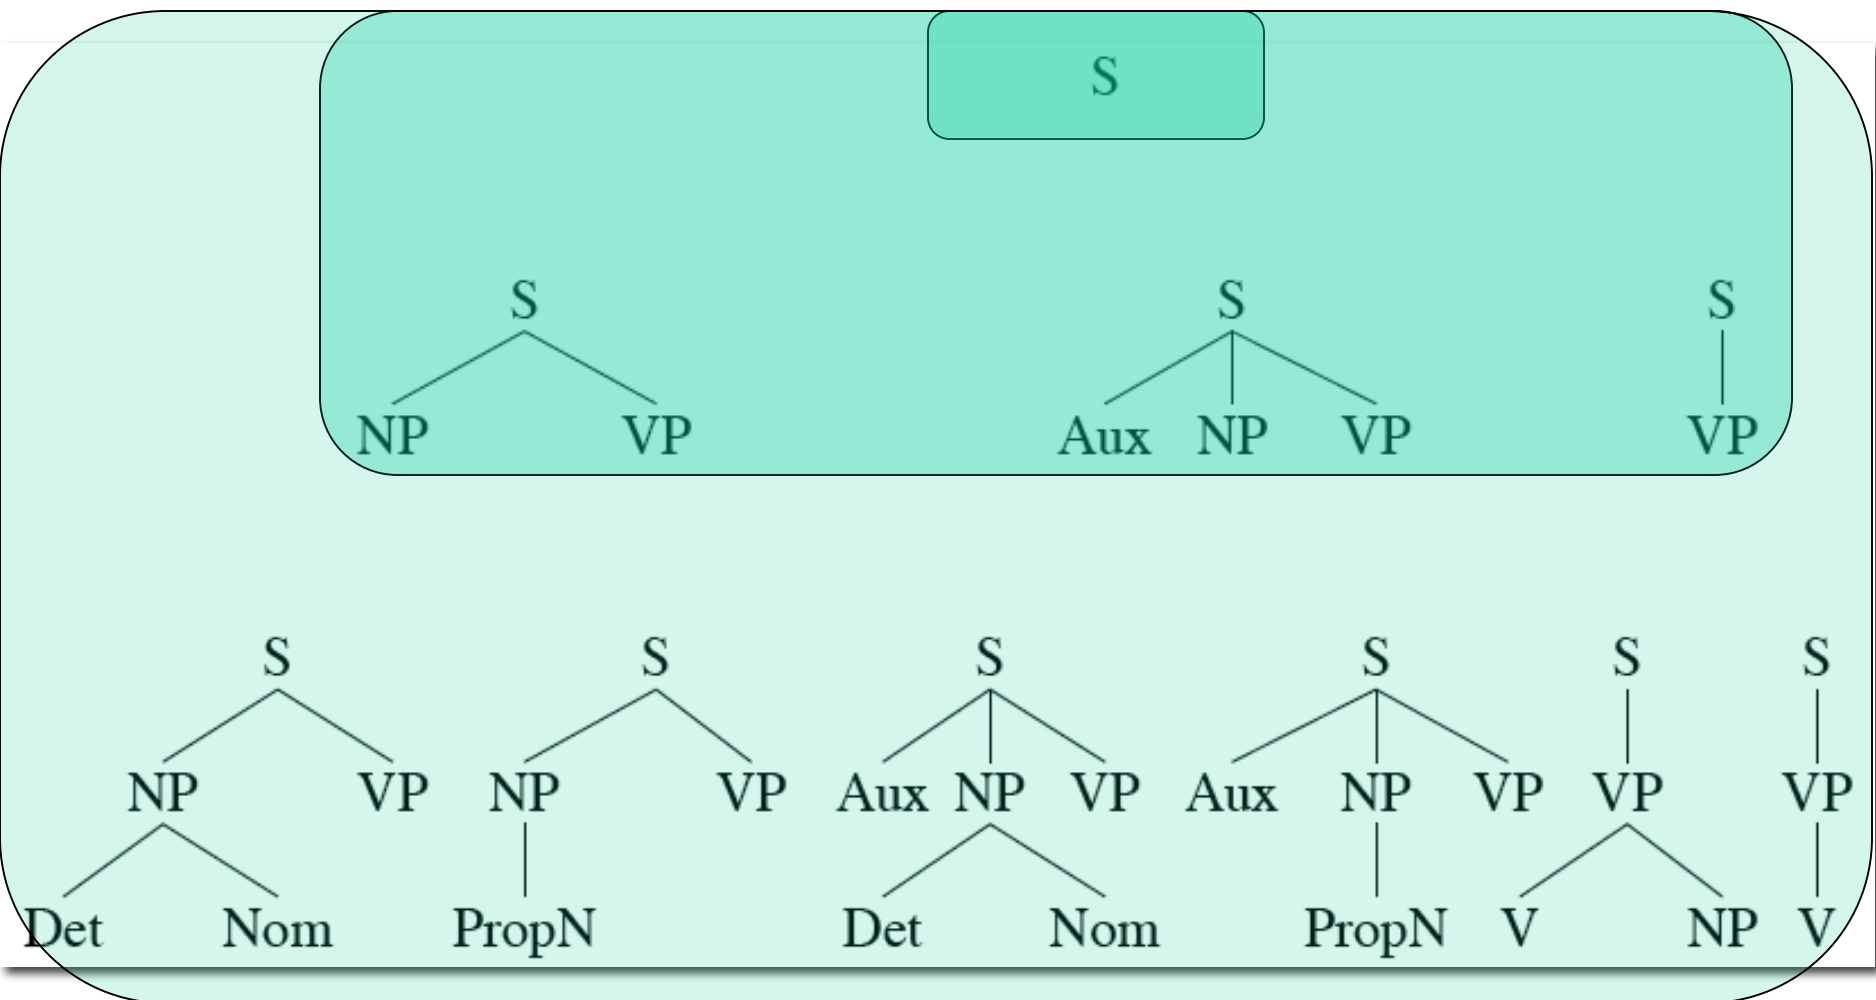 S
S S S
NP VP Aux NP VP VP
S S S S S S
NP VP NP VP Aux NP VP Aux NP VP VP VP
Det Nom PropN Det Nom PropN V NP V